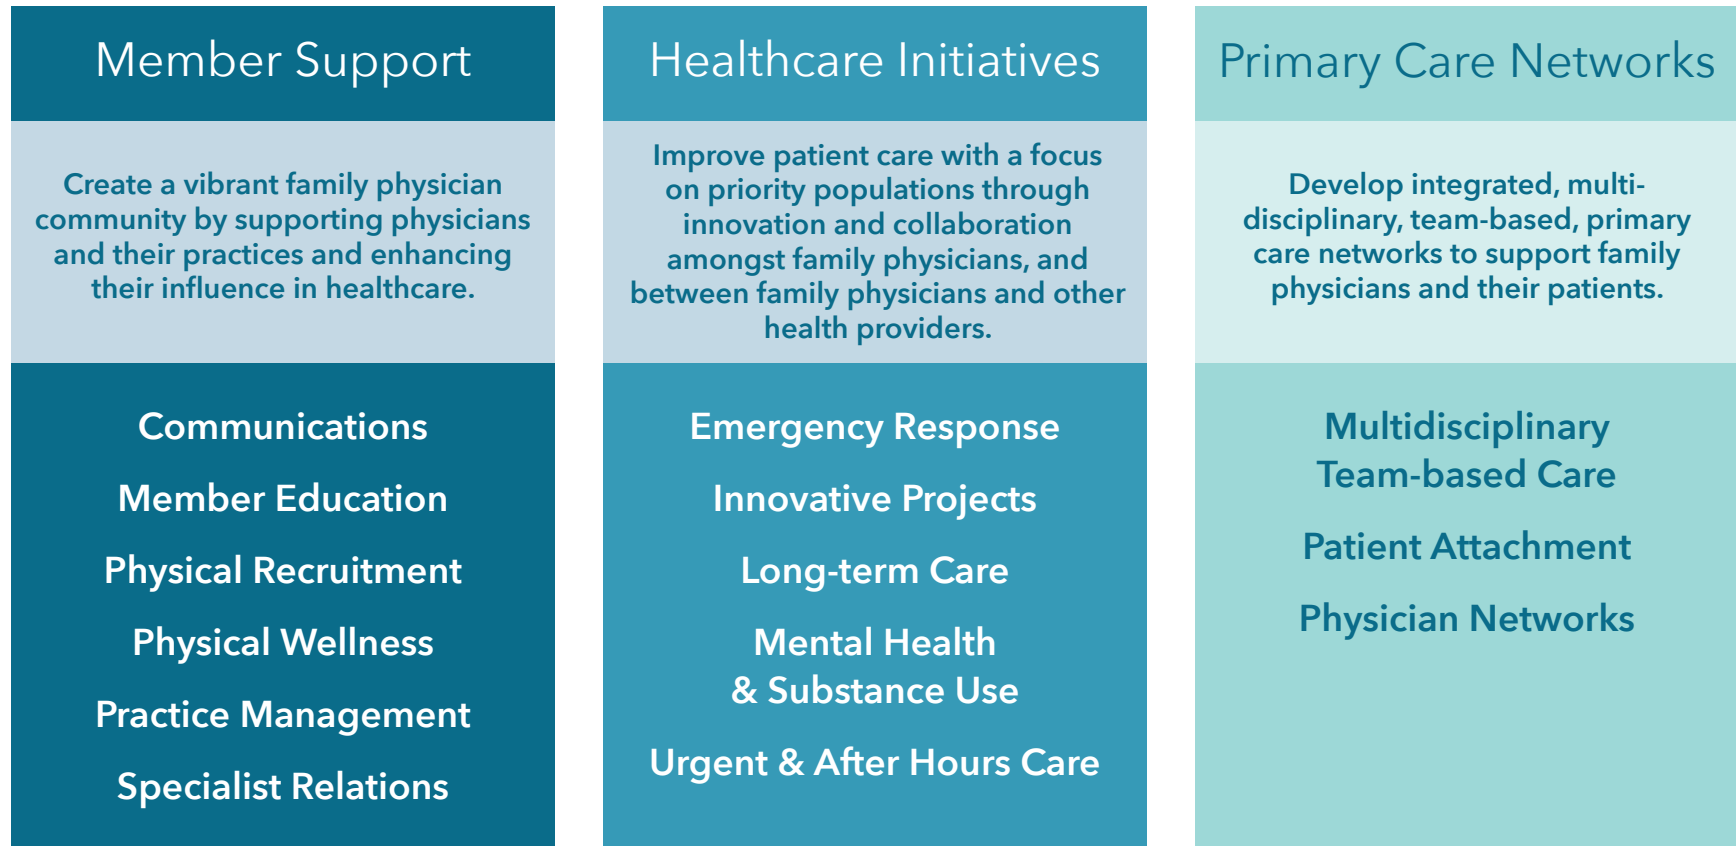 Member Support
Create a vibrant family physician
community by supporting physicians
and their practices and enhancing
their influence in healthcare.
Communications
Member Education
Physical Recruitment
Physical Wellness
Practice Management
Specialist Relations
Healthcare Initiatives
Improve patient care with a focus
on priority populations through
innovation and collaboration
amongst family physicians, and
between family physicians and other
health providers.
Emergency Response
Innovative Projects
Long-term Care
Mental Health
& Substance Use
Urgent & After Hours Care
Primary Care Networks
Develop integrated, multi-
disciplinary, team-based, primary
care networks to support family
physicians and their patients.
Multidisciplinary
Team-based Care
Patient Attachment
Physician Networks